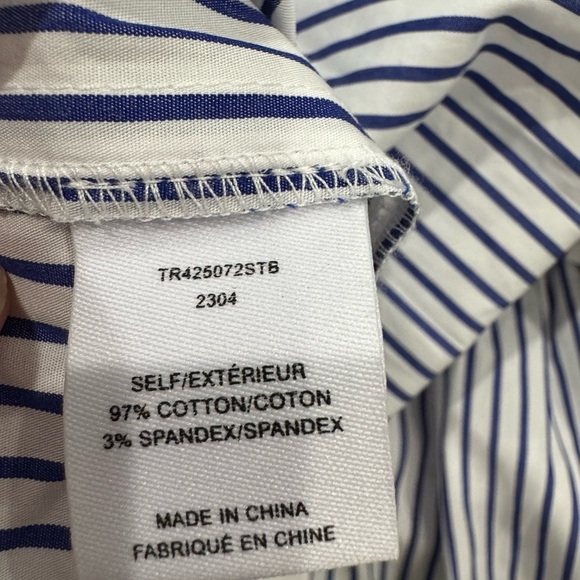 TR425072STB
2304
SELF/EXTÉRIEUR
97% COTTON/COTON
3% SPANDEX/SPANDEX
MADE IN CHINA
FABRIQUÉ EN CHINE